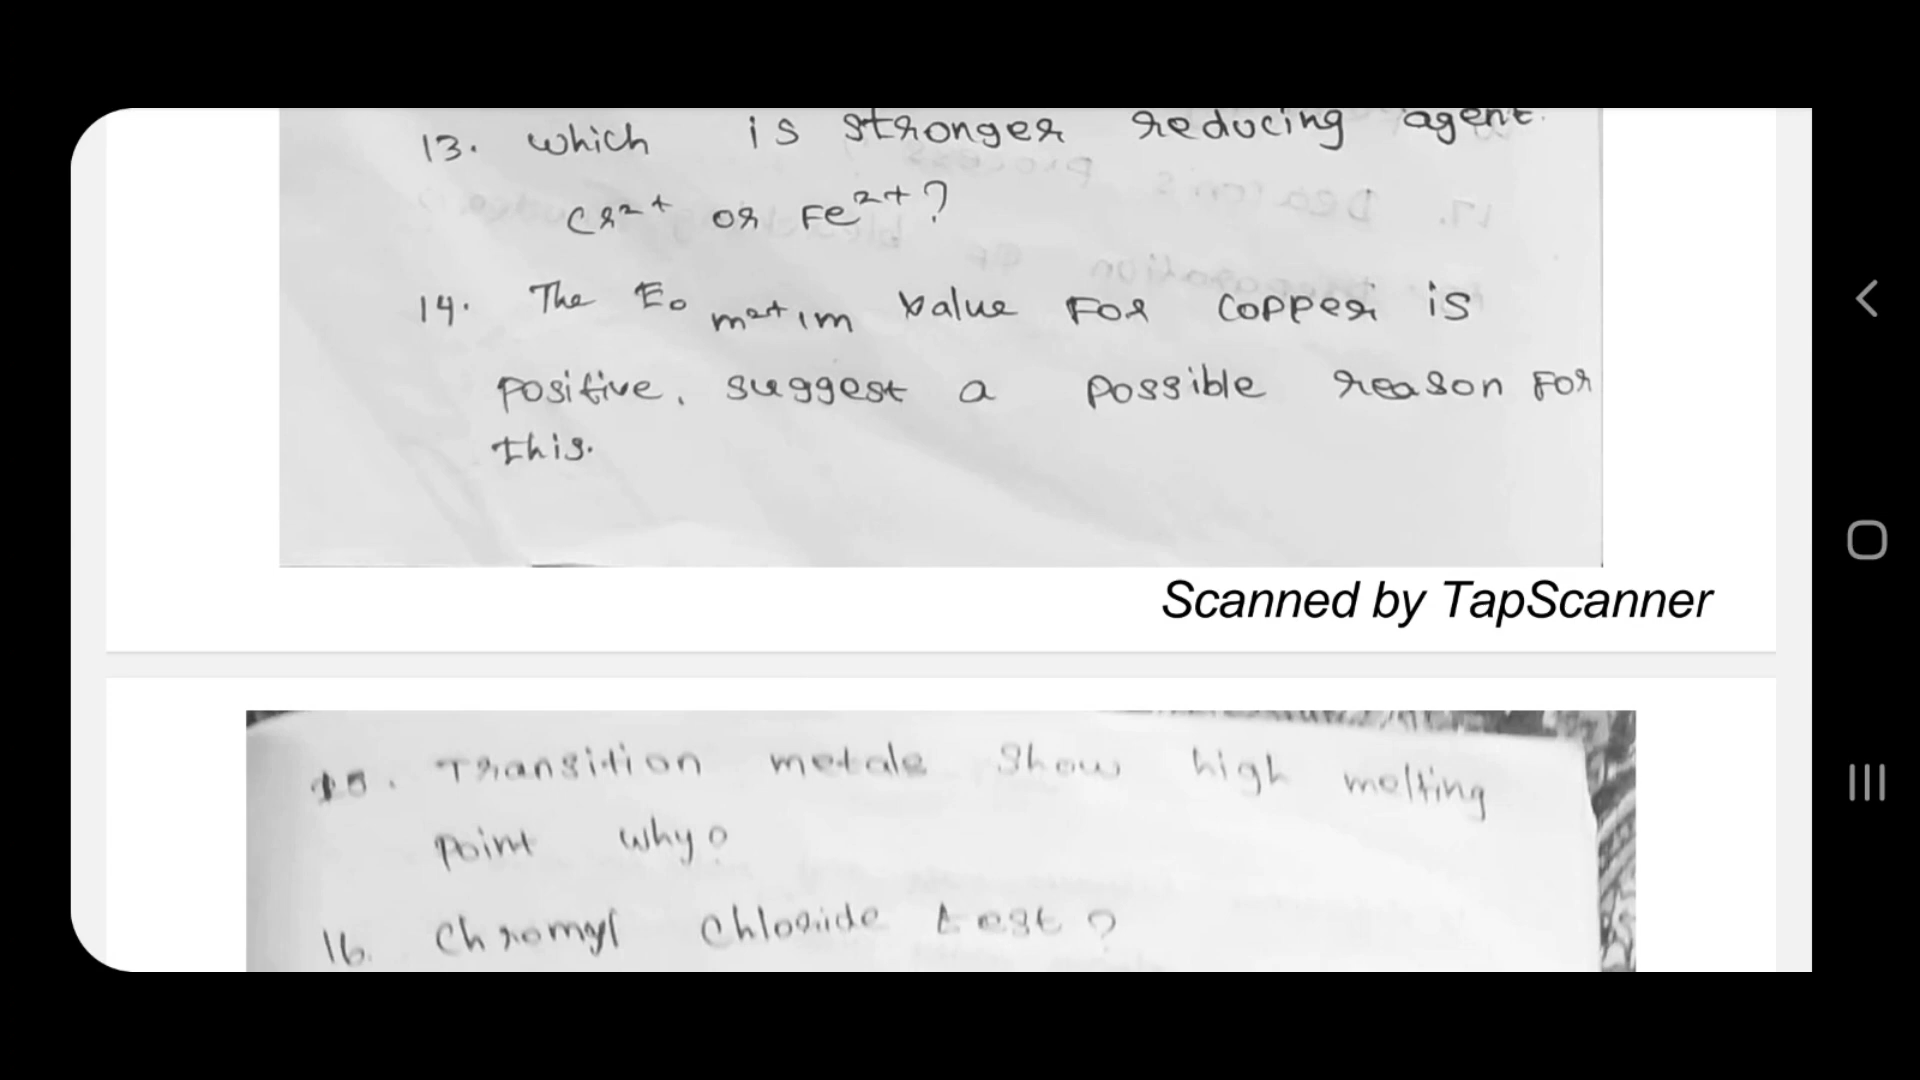 13. which is stronger reducing agent.
Cr2+ or Fe2+?
14. The Eo m2+/m value For copper is
positive. suggest a possible reason For
this.
Scanned by TapScanner
15. Transition metals show high melting
point why?
16. Chromyl chloride test?